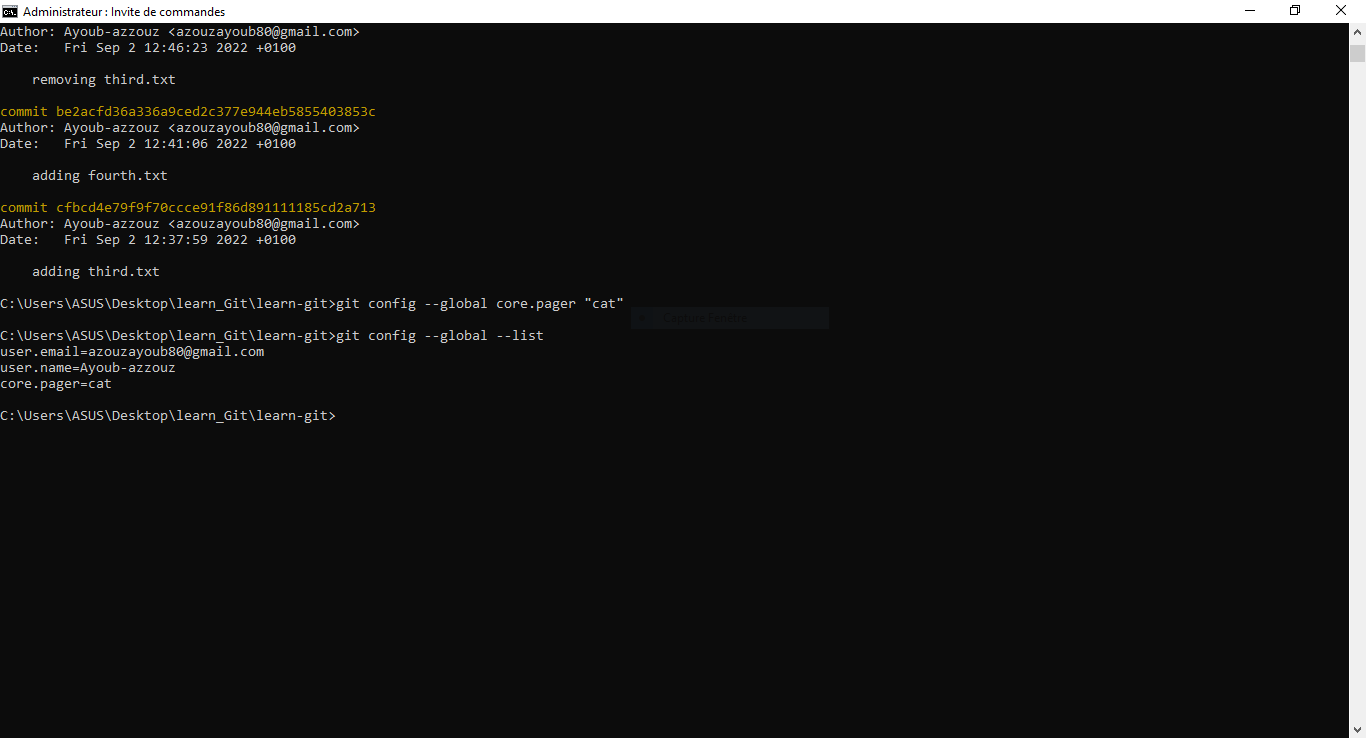 Administrateur : Invite de commandes
Author: Ayoub-azzouz <azouzayoub80@gmail.com>
Date:   Fri Sep 2 12:46:23 2022 +0100
    removing third.txt
commit be2acfd36a336a9ced2c377e944eb5855403853c
Author: Ayoub-azzouz <azouzayoub80@gmail.com>
Date:   Fri Sep 2 12:41:06 2022 +0100
    adding fourth.txt
commit cfbcd4e79f9f70ccce91f86d891111185cd2a713
Author: Ayoub-azzouz <azouzayoub80@gmail.com>
Date:   Fri Sep 2 12:37:59 2022 +0100
    adding third.txt
C:\Users\ASUS\Desktop\learn_Git\learn-git>git config --global core.pager "cat"
C:\Users\ASUS\Desktop\learn_Git\learn-git>git config --global --list
user.email=azouzayoub80@gmail.com
user.name=Ayoub-azzouz
core.pager=cat
C:\Users\ASUS\Desktop\learn_Git\learn-git>